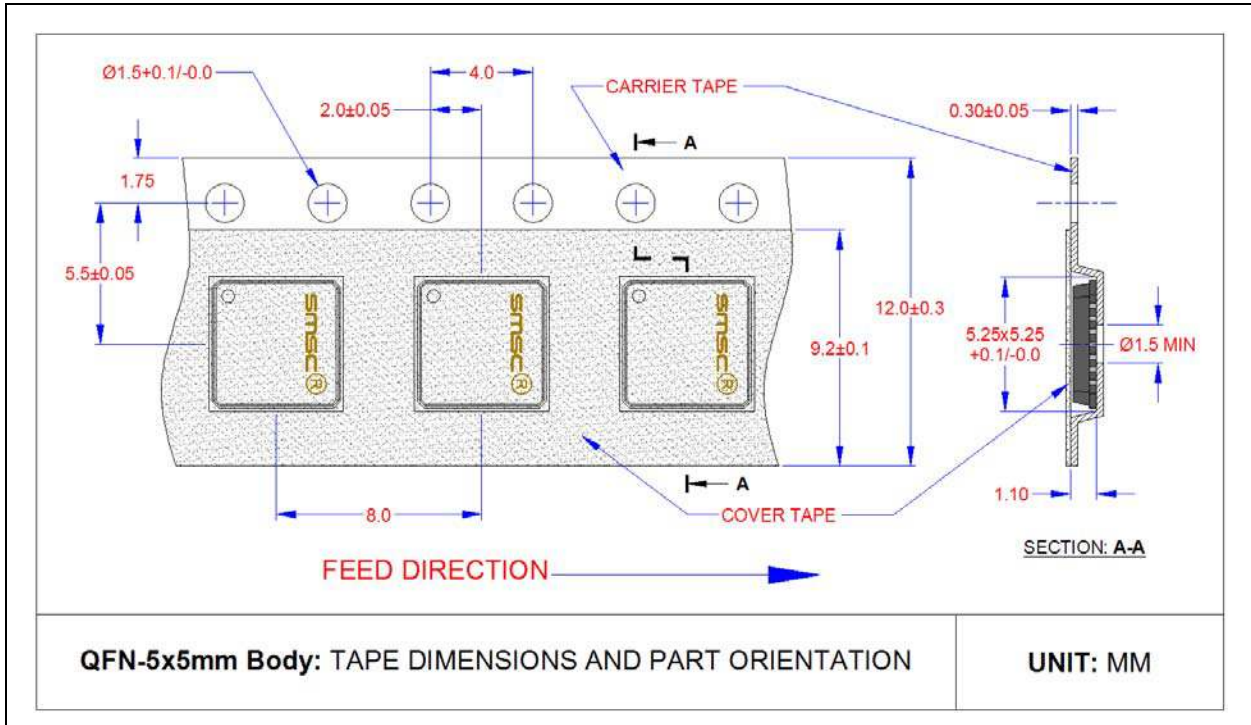 Ø1.5+0.1/-0.0
4.0
CARRIER TAPE
0.30±0.05
2.0±0.05
A
1.75
5.5±0.05
smsc®
smsc®
smsc®
12.0±0.3
9.2±0.1
5.25x5.25
+0.1/-0.0
Ø1.5 MIN
A
1.10
8.0
COVER TAPE
SECTION: A-A
FEED DIRECTION
QFN-5x5mm Body: TAPE DIMENSIONS AND PART ORIENTATION
UNIT: MM